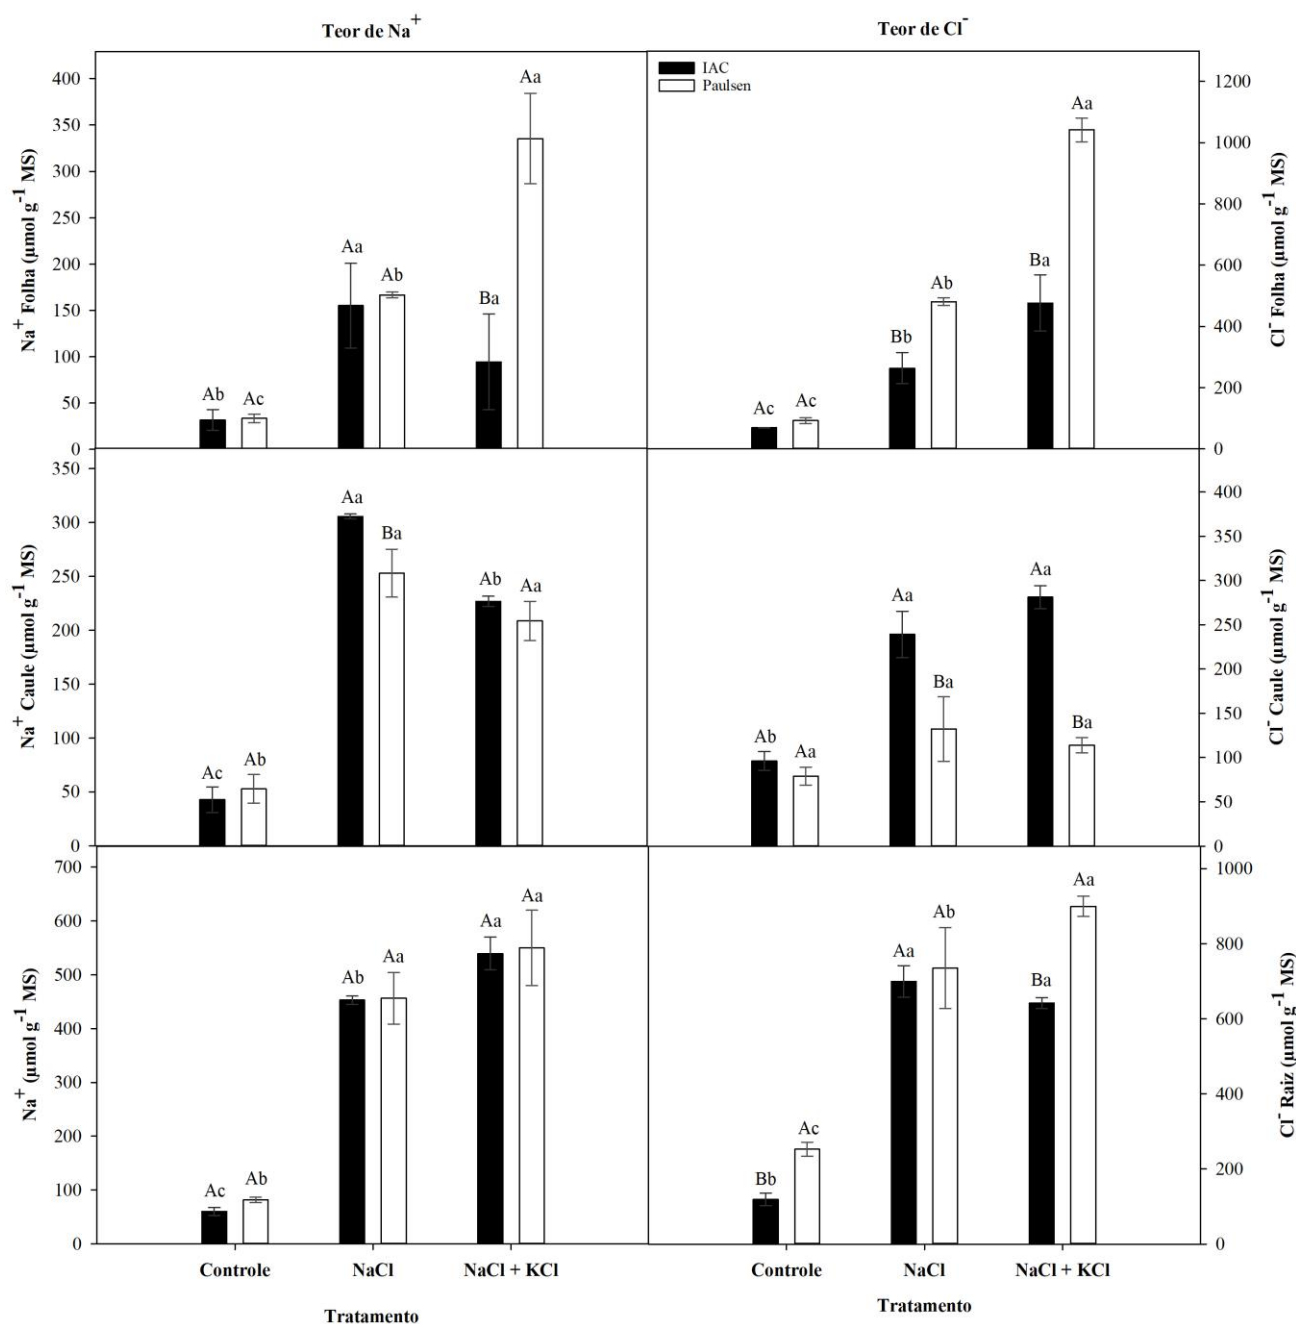 Teor de Na+
Teor de Cl-
IAC
Paulsen
Na+ Folha (µmol g-1 MS)
400
350
300
250
200
150
100
50
0
Ab
Ac
Aa
Ab
Ba
Aa
Ac
Ac
Bb
Ab
Ba
Aa
1200
1000
800
600
400
200
0
Cl- Folha (µmol g-1 MS)
Na+ Caule (µmol g-1 MS)
350
300
250
200
150
100
50
0
Ac
Ab
Aa
Ba
Ab
Aa
Ab
Aa
Aa
Ba
Aa
Ba
400
350
300
250
200
150
100
50
0
Cl- Caule (µmol g-1 MS)
Na+ (µmol g-1 MS)
700
600
500
400
300
200
100
0
Ac
Ab
Ab
Aa
Aa
Aa
Bb
Ac
Aa
Ab
Ba
Aa
1000
800
600
400
200
0
Cl- Raiz (µmol g-1 MS)
Controle NaCl NaCl + KCl
Controle NaCl NaCl + KCl
Tratamento
Tratamento